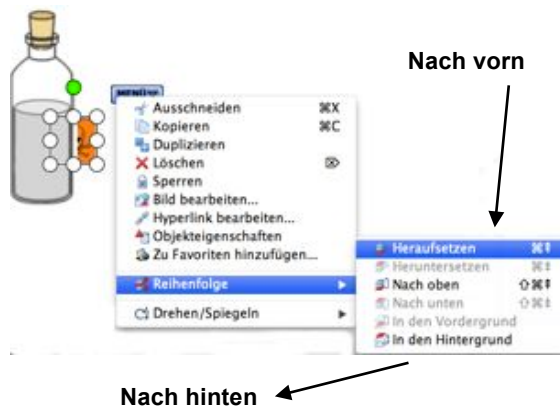 Nach vorn
MENÜ
Ausschneiden ⌘X
Kopieren ⌘C
Duplizieren
Löschen ⌦
Sperren
Bild bearbeiten...
Hyperlink bearbeiten...
Objekteigenschaften
Zu Favoriten hinzufügen...
Reihenfolge
Drehen/Spiegeln
Heraufsetzen
Heruntersetzen
Nach oben
Nach unten
In den Vordergrund
In den Hintergrund
Nach hinten